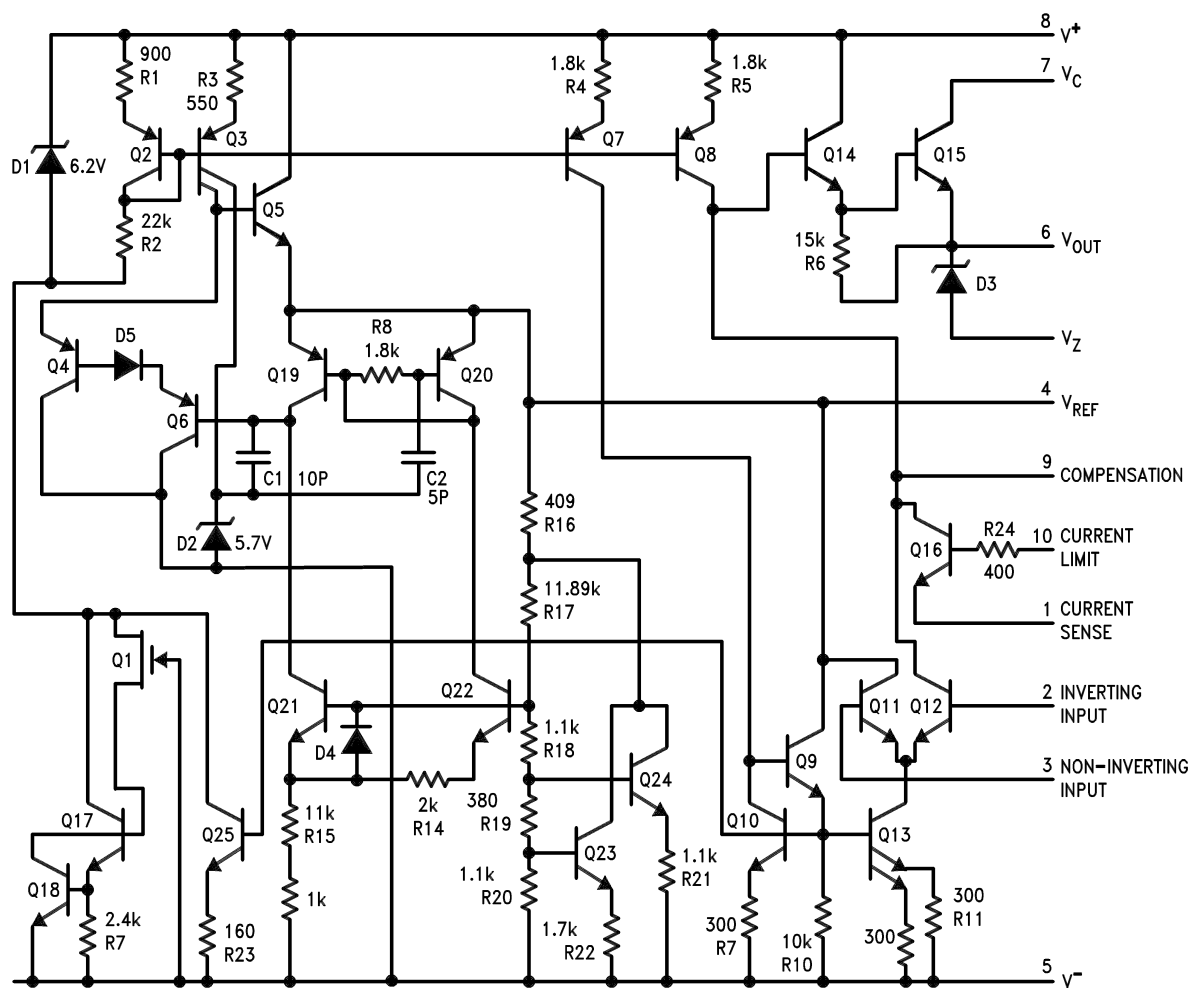 8 V+
7 VC
900
R1
R3
550
1.8k
R4
1.8k
R5
D1 6.2V
Q2
Q3
Q7
Q8
Q14
Q15
Q5
22k
R2
15k
R6
6 VOUT
D3
VZ
Q4
D5
R8
1.8k
Q19
Q20
Q6
4 VREF
C1 10P
C2
5P
9 COMPENSATION
409
R16
D2 5.7V
Q16
R24
400
10 CURRENT
LIMIT
11.89k
R17
1 CURRENT
SENSE
Q1
Q21
Q22
Q11
Q12
2 INVERTING
INPUT
D4
1.1k
R18
Q24
Q9
3 NON-INVERTING
INPUT
Q17
Q25
11k
R15
2k
R14
380
R19
Q10
Q13
Q23
Q18
1k
1.1k
R20
1.1k
R21
2.4k
R7
160
R23
1.7k
R22
300
R7
10k
R10
300
300
R11
5 V-